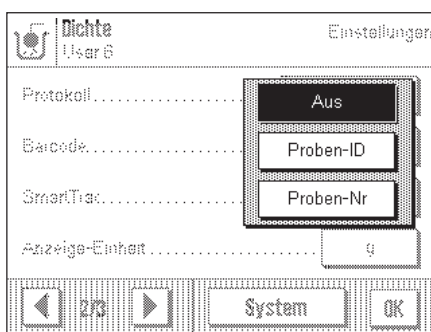 Dichte
User 6
Einstellungen
Protokoll
Aus
Barcode
Proben-ID
SmartTrac
Proben-Nr
Anzeige-Einheit
g
2/3
System
OK